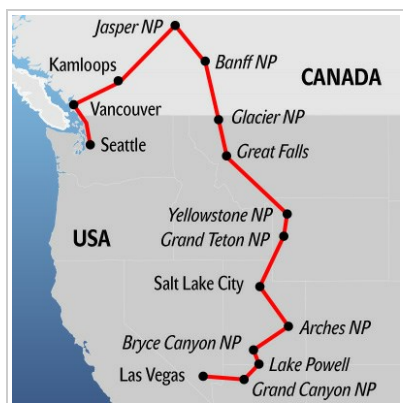 Jasper NP
Kamloops
Banff NP
CANADA
Vancouver
Glacier NP
Seattle
Great Falls
Yellowstone NP
USA
Grand Teton NP
Salt Lake City
Arches NP
Bryce Canyon NP
Lake Powell
Las Vegas
Grand Canyon NP